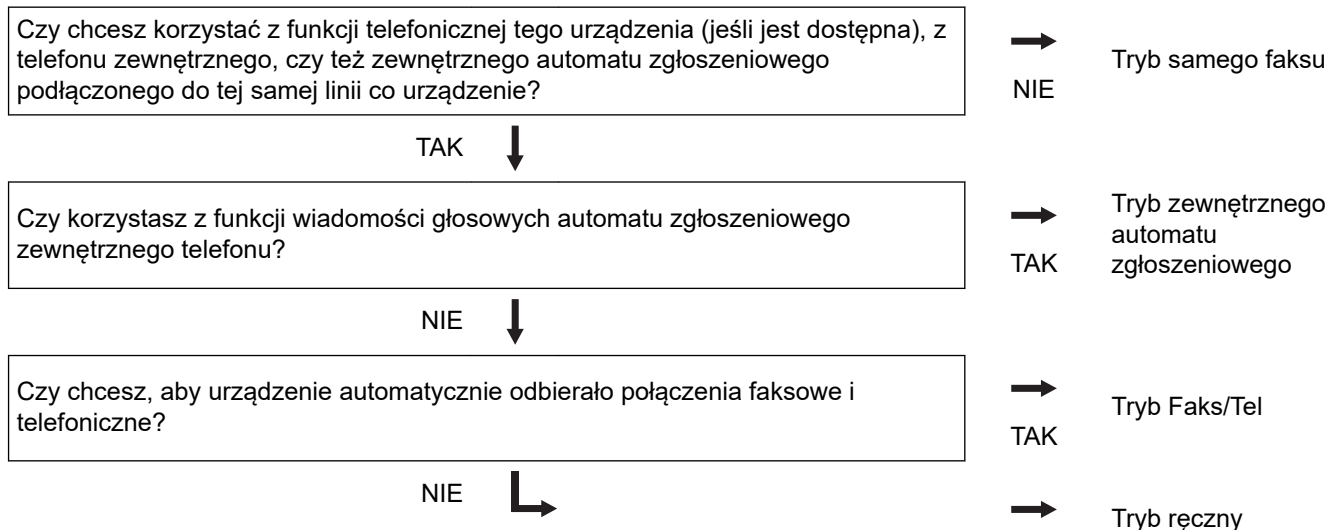 Czy chcesz korzystać z funkcji telefonicznej tego urządzenia (jeśli jest dostępna), z
telefonu zewnętrznego, czy też zewnętrznego automatu zgłoszeniowego
podłączonego do tej samej linii co urządzenie?
NIE
Tryb samego faksu
TAK
Czy korzystasz z funkcji wiadomości głosowych automatu zgłoszeniowego
zewnętrznego telefonu?
TAK
Tryb zewnętrznego
automatu
zgłoszeniowego
NIE
Czy chcesz, aby urządzenie automatycznie odbierało połączenia faksowe i
telefoniczne?
TAK
Tryb Faks/Tel
NIE
Tryb ręczny